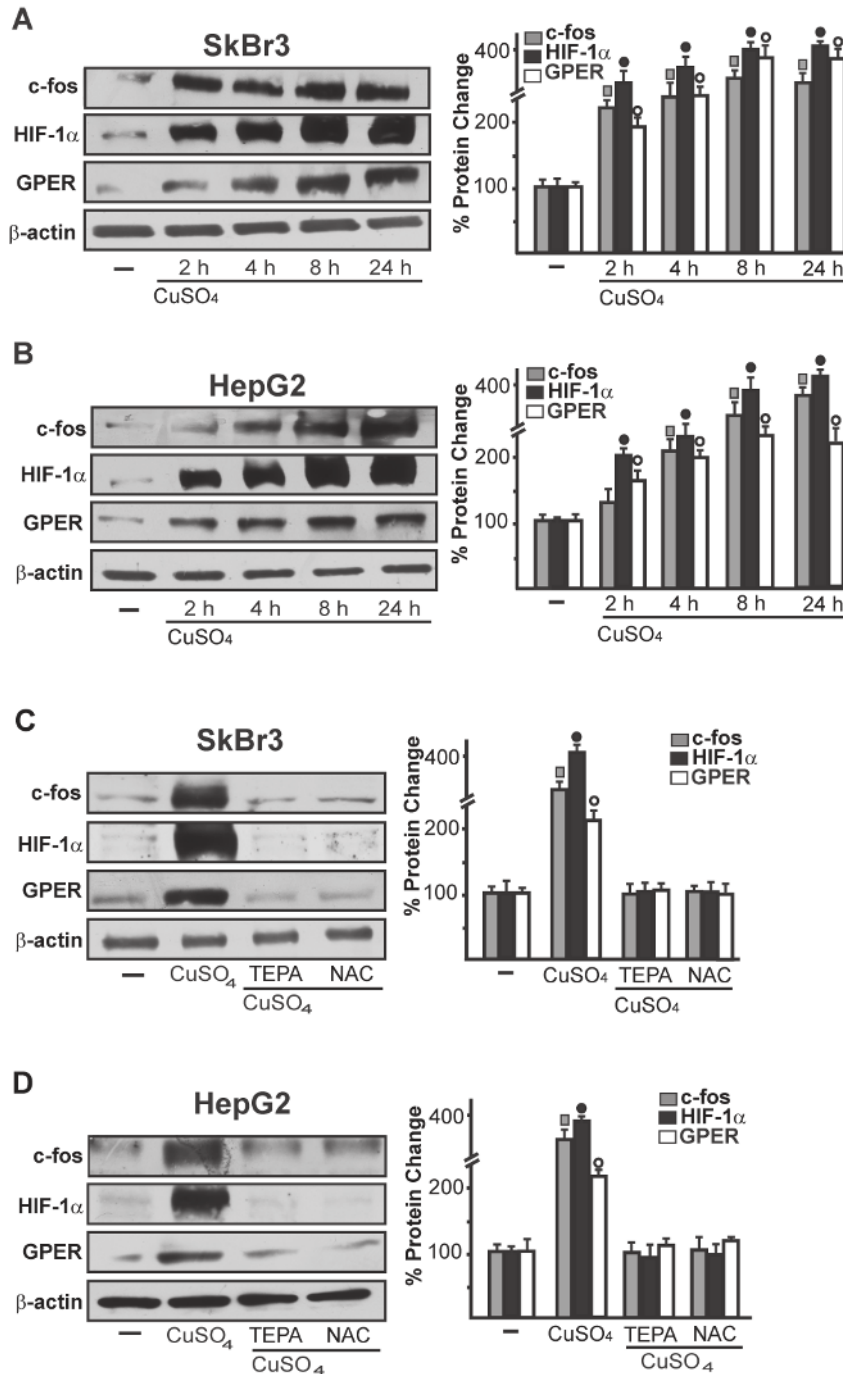 A
SkBr3
c-fos
HIF-1α
GPER
β-actin
– 2 h 4 h 8 h 24 h
CuSO₄
c-fos
HIF-1α
GPER
% Protein Change
400
200
100
– 2 h 4 h 8 h 24 h
CuSO₄
B
HepG2
c-fos
HIF-1α
GPER
β-actin
– 2 h 4 h 8 h 24 h
CuSO₄
c-fos
HIF-1α
GPER
% Protein Change
400
200
100
– 2 h 4 h 8 h 24 h
CuSO₄
C
SkBr3
c-fos
HIF-1α
GPER
β-actin
– CuSO₄ TEPA NAC
CuSO₄
c-fos
HIF-1α
GPER
% Protein Change
400
200
100
– CuSO₄ TEPA NAC
CuSO₄
D
HepG2
c-fos
HIF-1α
GPER
β-actin
– CuSO₄ TEPA NAC
CuSO₄
c-fos
HIF-1α
GPER
% Protein Change
400
200
100
– CuSO₄ TEPA NAC
CuSO₄